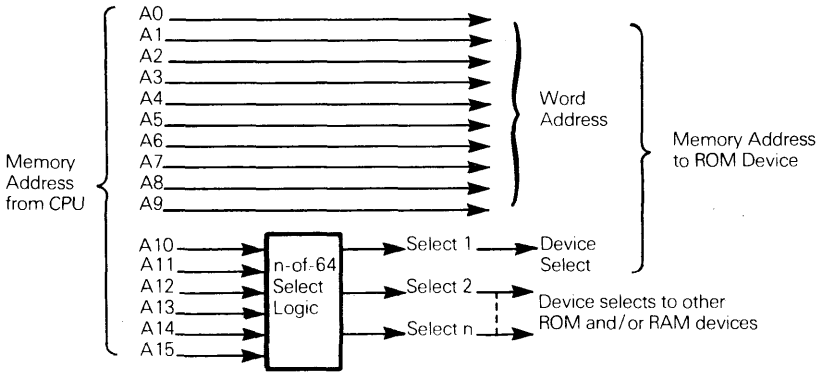 A0
A1
A2
A3
A4
A5
A6
A7
A8
A9
Word
Address
Memory Address
to ROM Device
Memory
Address
from CPU
A10
A11
A12
A13
A14
A15
n-of-64
Select
Logic
Select 1
Device
Select
Select 2
Select n
Device selects to other
ROM and/or RAM devices